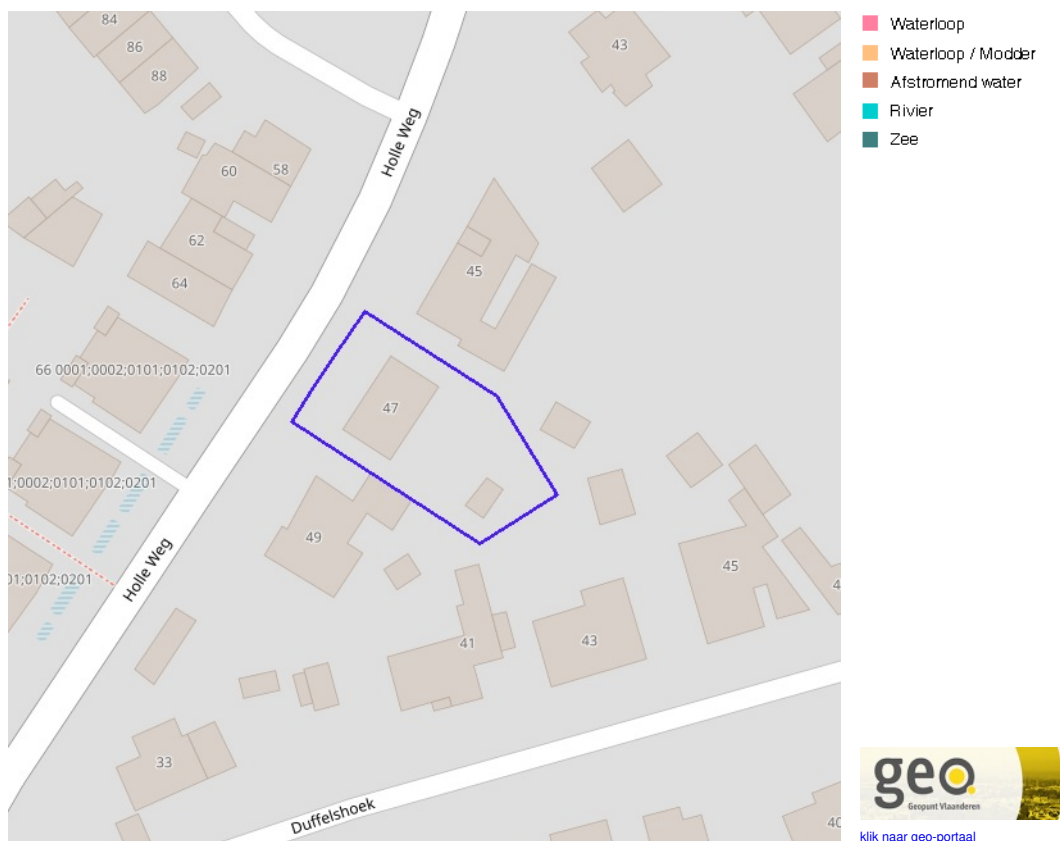 84
86
88
43
Holle Weg
60
58
62
64
45
66 0001;0002;0101;0102;0201
47
1;0002;0101;0102;0201
49
Holle Weg
01;0102;0201
45
4
41
43
33
Duffelshoek
40
Waterloop
Waterloop / Modder
Afstromend water
Rivier
Zee
geo
Geopunt Vlaanderen
klik naar geo-portaal